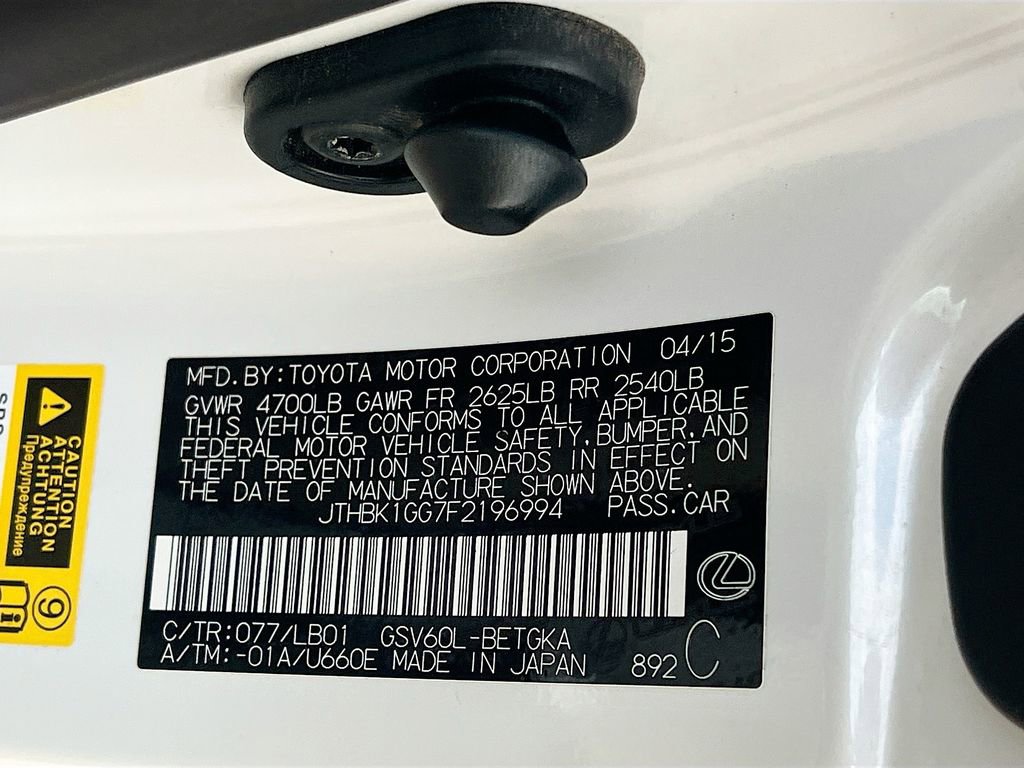 MFD.BY:TOYOTA MOTOR CORPORATION 04/15
GVWR 4700LB GAWR FR 2625LB RR 2540LB
THIS VEHICLE CONFORMS TO ALL APPLICABLE
FEDERAL MOTOR VEHICLE SAFETY,BUMPER,AND
THEFT PREVENTION STANDARDS IN EFFECT ON
THE DATE OF MANUFACTURE SHOWN ABOVE.
JTHBK1GG7F2196994 PASS.CAR
C/TR:077/LB01 GSV60L-BETGKA
A/TM:-01A/U660E MADE IN JAPAN 892 C
CAUTION
ATTENTION
ACHTUNG
Предупреждение
9